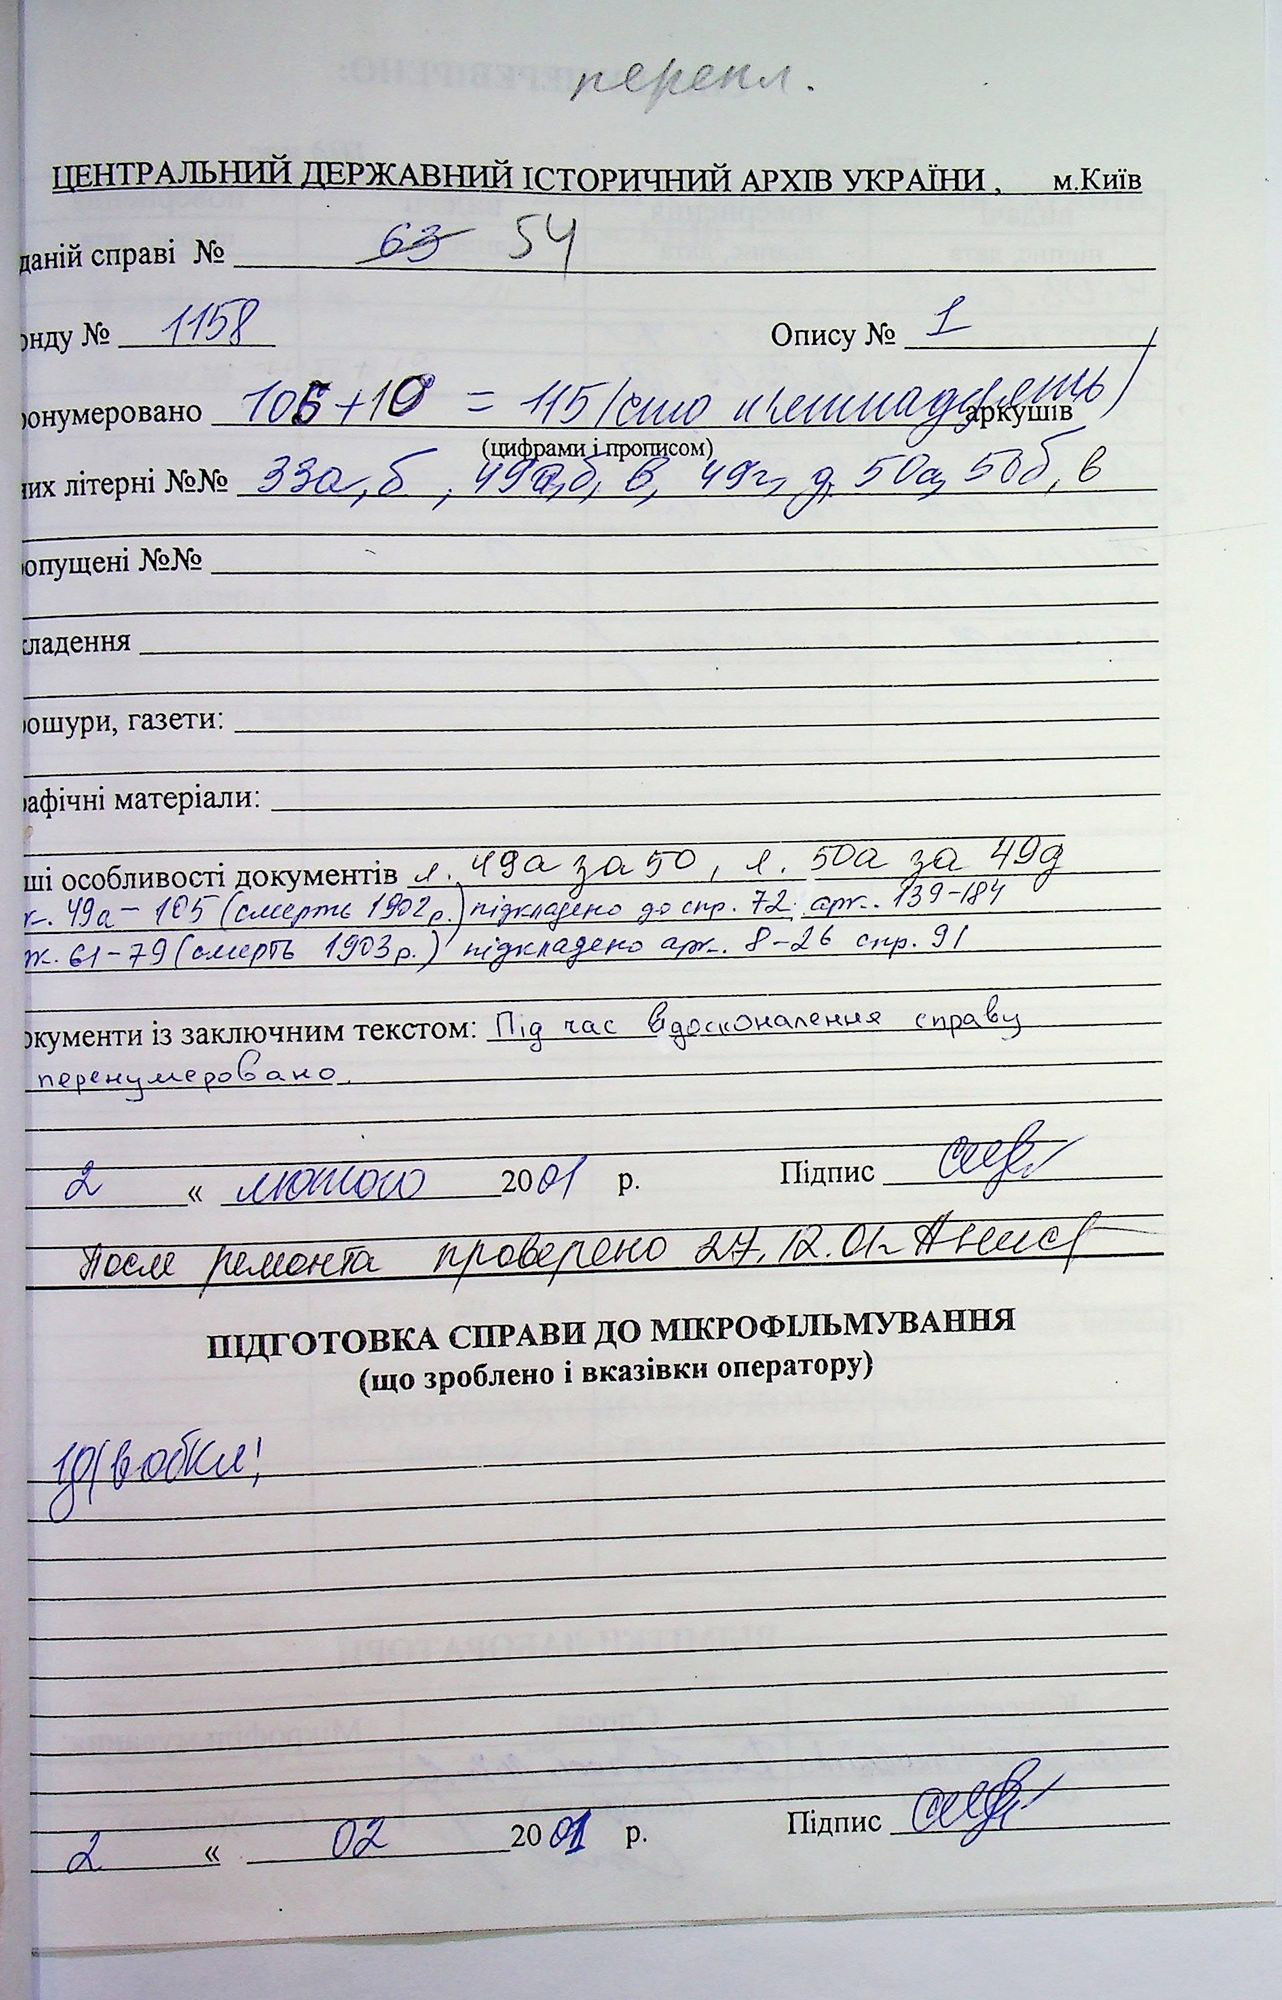 перепл.
ЦЕНТРАЛЬНИЙ ДЕРЖАВНИЙ ІСТОРИЧНИЙ АРХІВ УКРАЇНИ, м.Київ
даній справі № 63 54
онду № 1158 Опису № 1
ронумеровано 105+10 = 115 /сто п'ятнадцять/ аркушів
(цифрами і прописом)
них літерні №№ 33а, б, 49а, б, в, 49г, д, 50а, 50б, в
ропущені №№
кладення
рошури, газети:
рафічні матеріали:
ші особливості документів л. 49а за 50, л. 50а за 49д
к. 49а – 105 (смерть 1902р.) підкладено до спр. 72 арк. 139-184
рк. 61-79 (смерть 1903р.) підкладено арк. 8-26 спр. 91
окументи із заключним текстом: Під час вдосконалення справу
перенумеровано.
2 « лютого 2001 р. Підпис
После ремонта проверено 27.12.01г.
ПІДГОТОВКА СПРАВИ ДО МІКРОФІЛЬМУВАННЯ
(що зроблено і вказівки оператору)
2 « 02 2001 р. Підпис